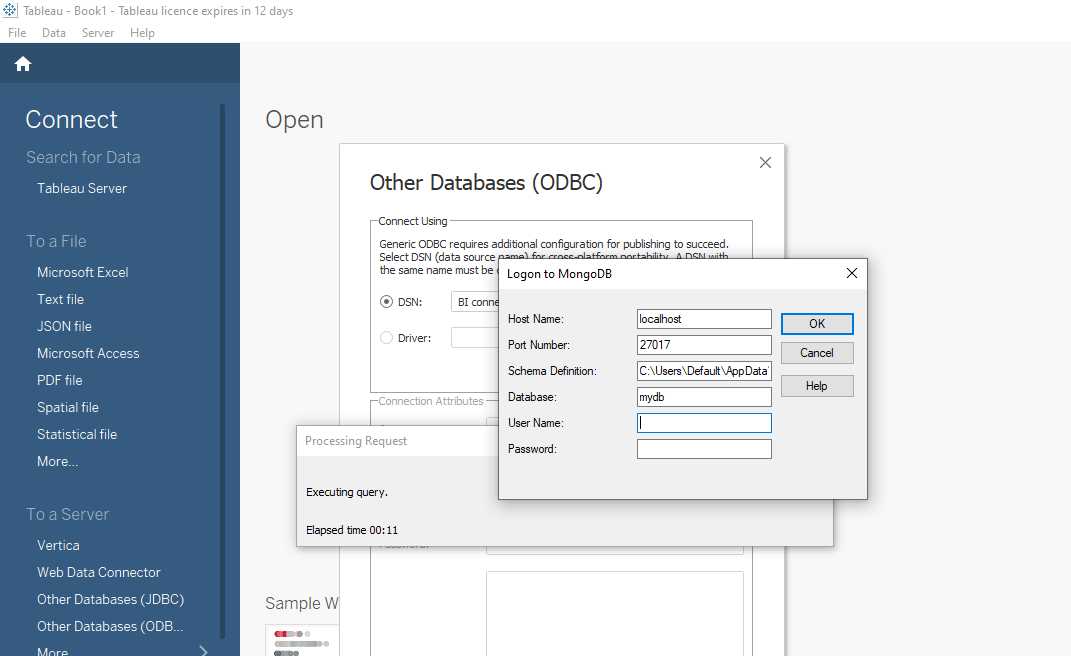 Tableau - Book1 - Tableau licence expires in 12 days
File Data Server Help
Connect
Search for Data
Tableau Server
To a File
Microsoft Excel
Text file
JSON file
Microsoft Access
PDF file
Spatial file
Statistical file
More...
To a Server
Vertica
Web Data Connector
Other Databases (JDBC)
Other Databases (ODB...
More
Open
Other Databases (ODBC)
Connect Using
Generic ODBC requires additional configuration for publishing to succeed.
Select DSN (data source name) for cross-platform portability. A DSN with
the same name must be
DSN: BI conne
Driver:
Connection Attributes
Processing Request
Executing query.
Elapsed time 00:11
Password:
Logon to MongoDB
Host Name: localhost OK
Port Number: 27017
Cancel
Schema Definition: C:\Users\Default\AppData
Help
Database: mydb
User Name:
Password:
Sample W